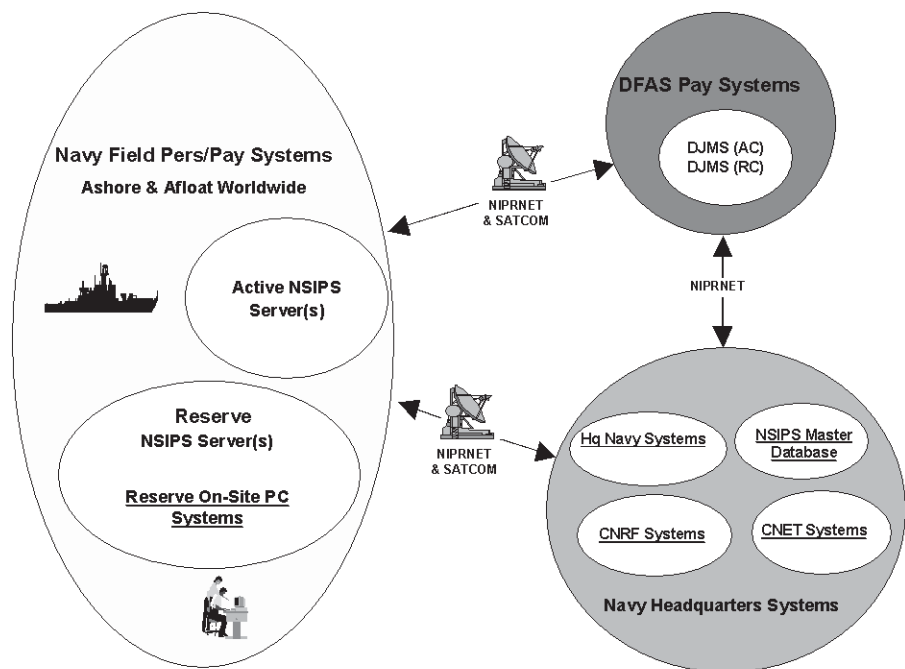 Navy Field Pers/Pay Systems
Ashore & Afloat Worldwide
Active NSIPS
Server(s)
Reserve
NSIPS Server(s)
Reserve On-Site PC
Systems
NIPRNET
& SATCOM
NIPRNET
& SATCOM
DFAS Pay Systems
DJMS (AC)
DJMS (RC)
NIPRNET
Hq Navy Systems
NSIPS Master
Database
CNRF Systems
CNET Systems
Navy Headquarters Systems